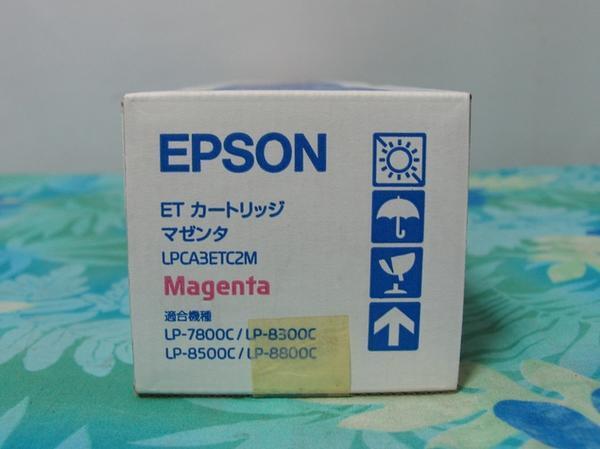 EPSON
ET カートリッジ
マゼンタ
LPCA3ETC2M
Magenta
適合機種
LP-7800C/LP-8300C
LP-8500C/LP-8800C